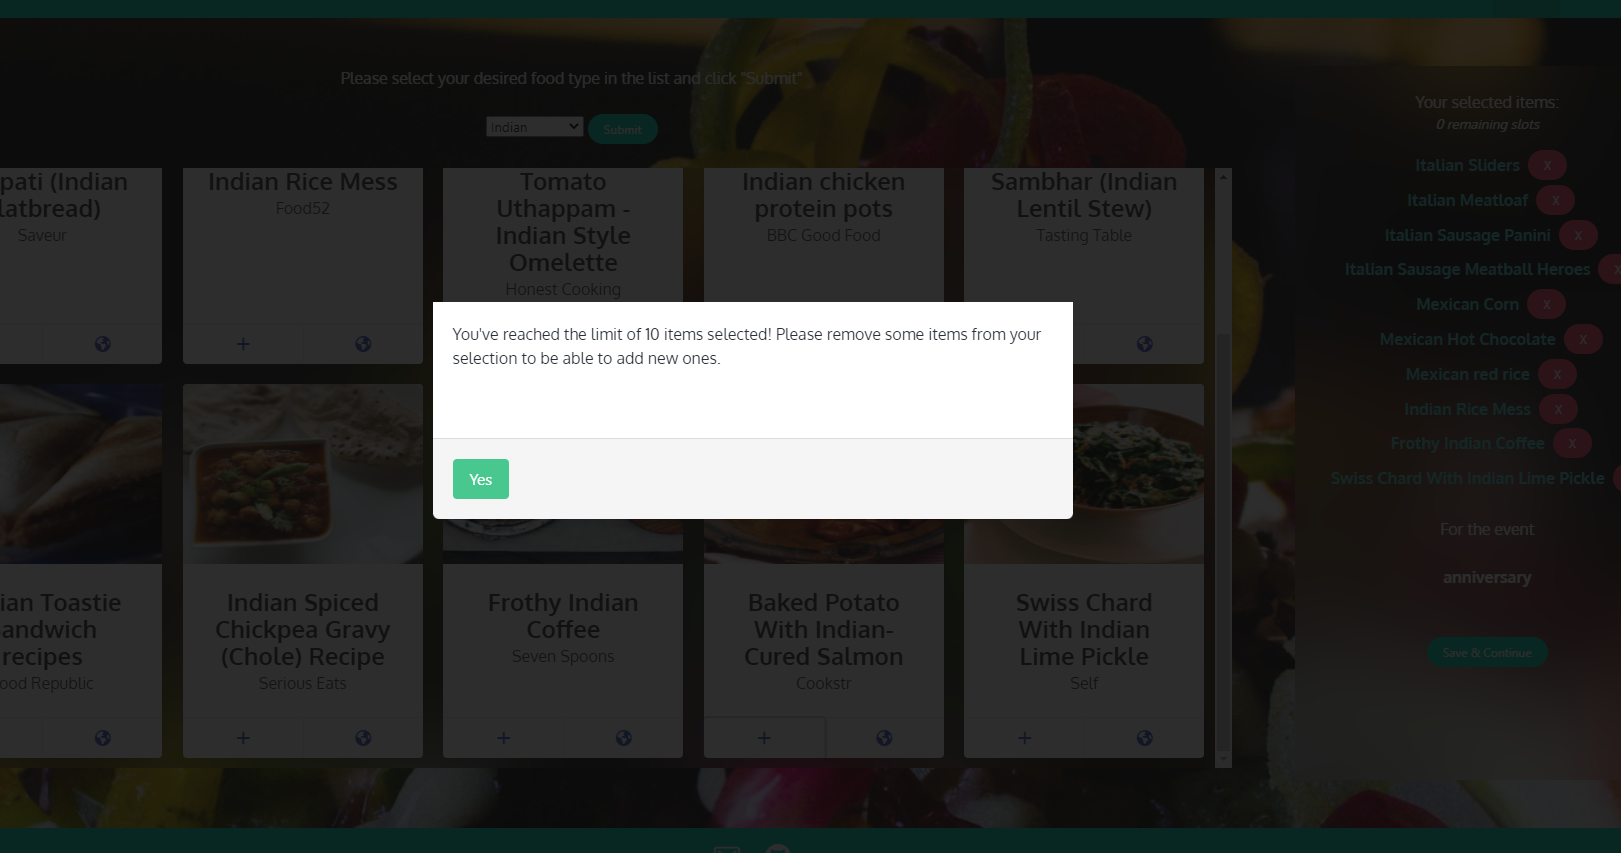 Please select your desired food type in the list and click "Submit"
Indian
Submit
pati (Indian
latbread)
Saveur
Indian Rice Mess
Food52
Tomato
Uthappam -
Indian Style
Omelette
Honest Cooking
Indian chicken
protein pots
BBC Good Food
Sambhar (Indian
Lentil Stew)
Tasting Table
You've reached the limit of 10 items selected! Please remove some items from your
selection to be able to add new ones.
Yes
ian Toastie
andwich
recipes
ood Republic
Indian Spiced
Chickpea Gravy
(Chole) Recipe
Serious Eats
Frothy Indian
Coffee
Seven Spoons
Baked Potato
With Indian-
Cured Salmon
Cookstr
Swiss Chard
With Indian
Lime Pickle
Self
Your selected items:
0 remaining slots
Italian Sliders X
Italian Meatloaf X
Italian Sausage Panini X
Italian Sausage Meatball Heroes X
Mexican Corn X
Mexican Hot Chocolate X
Mexican red rice X
Indian Rice Mess X
Frothy Indian Coffee X
Swiss Chard With Indian Lime Pickle
For the event
anniversary
Save & Continue